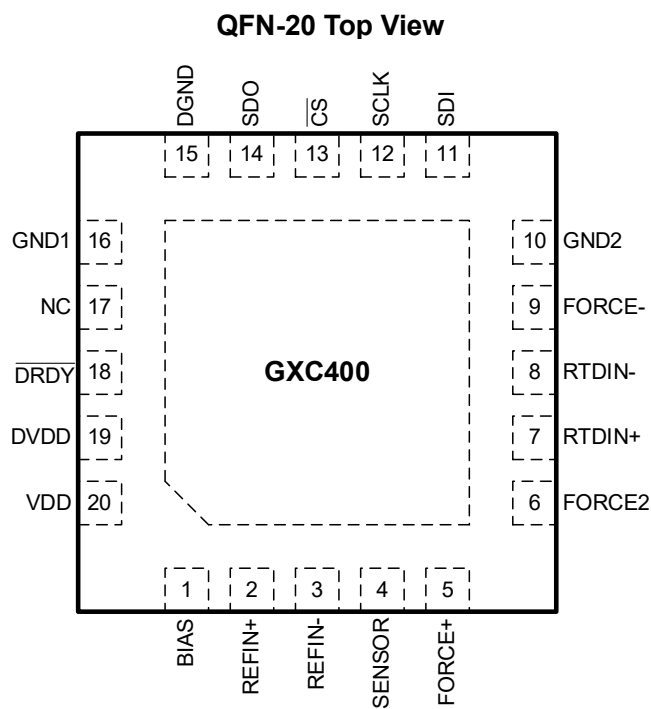 QFN-20 Top View
DGND
SDO
C̅S̅
SCLK
SDI
15
14
13
12
11
GND1 16
NC 17
D̅R̅D̅Y̅ 18
DVDD 19
VDD 20
GXC400
10 GND2
9 FORCE-
8 RTDIN-
7 RTDIN+
6 FORCE2
1
2
3
4
5
BIAS
REFIN+
REFIN-
SENSOR
FORCE+